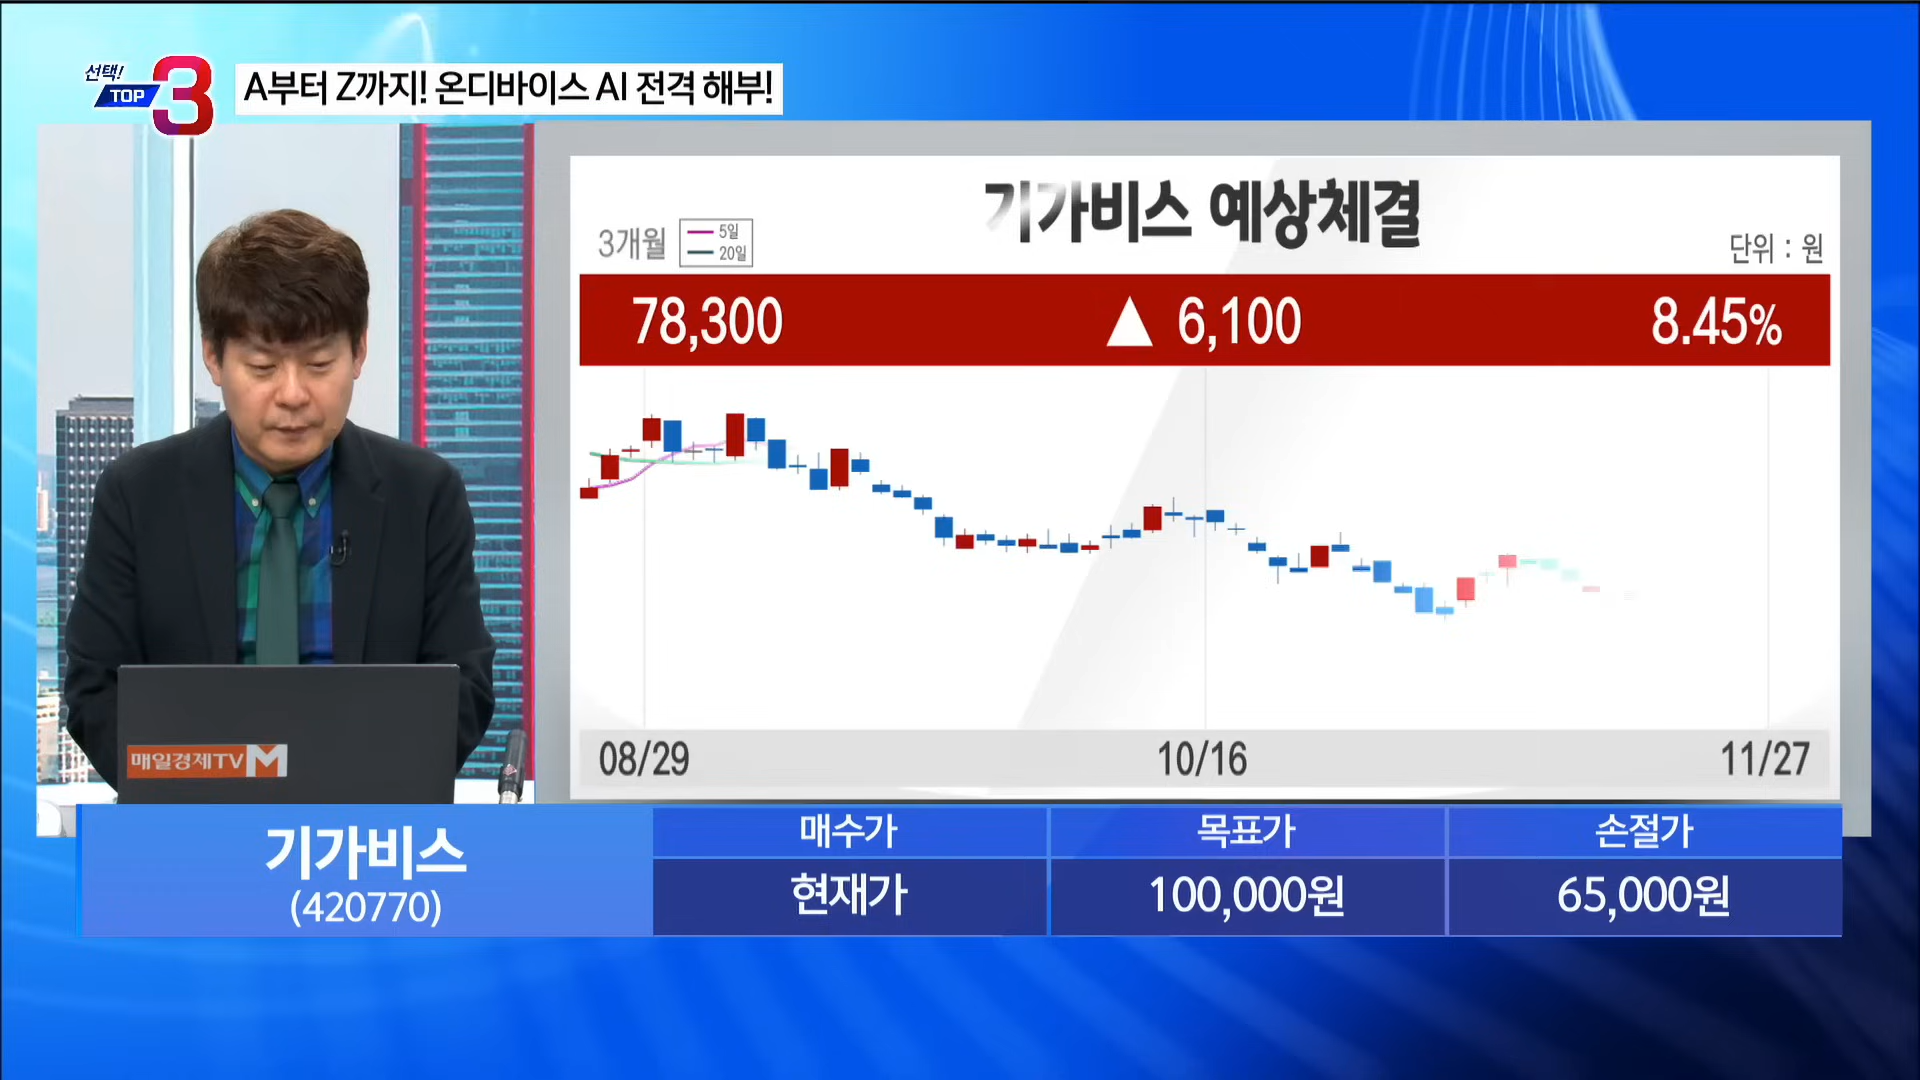 선택!
TOP 3
A부터 Z까지! 온디바이스 AI 전격 해부!
기가비스 예상체결
3개월
5일
20일
단위 : 원
78,300 ▲ 6,100 8.45%
08/29 10/16 11/27
매일경제TV M
기가비스
(420770)
매수가 목표가 손절가
현재가 100,000원 65,000원